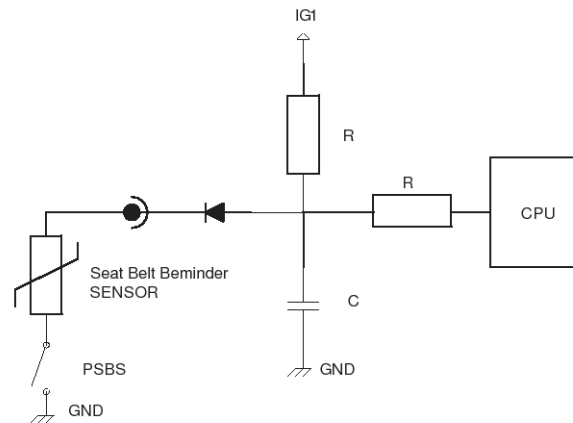 IG1
R
R
CPU
Seat Belt Beminder
SENSOR
C
PSBS
GND
GND